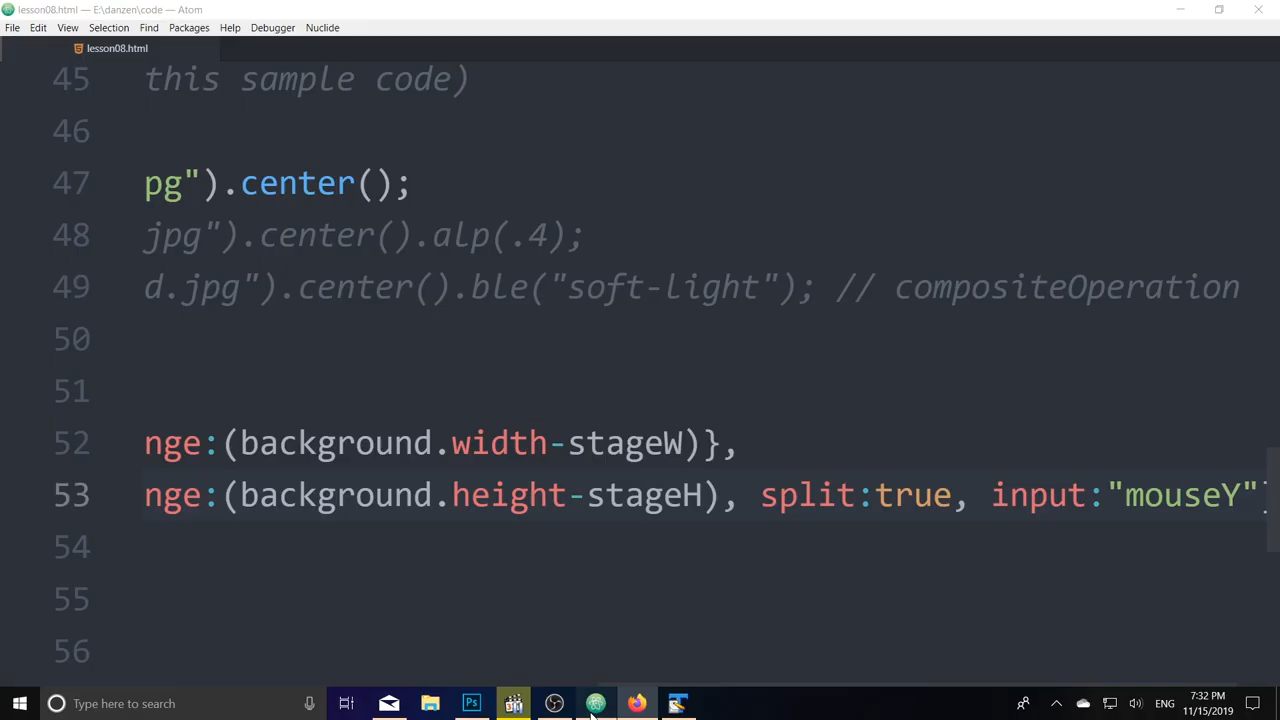 lesson08.html — E:\danzen\code — Atom
File Edit View Selection Find Packages Help Debugger Nuclide
lesson08.html
45 this sample code)
46
47 pg").center();
48 jpg").center().alp(.4);
49 d.jpg").center().ble("soft-light"); // compositeOperation
50
51
52 nge:(background.width-stageW)},
53 nge:(background.height-stageH), split:true, input:"mouseY"}
54
55
56
Type here to search
Ps
ENG
7:32 PM
11/15/2019